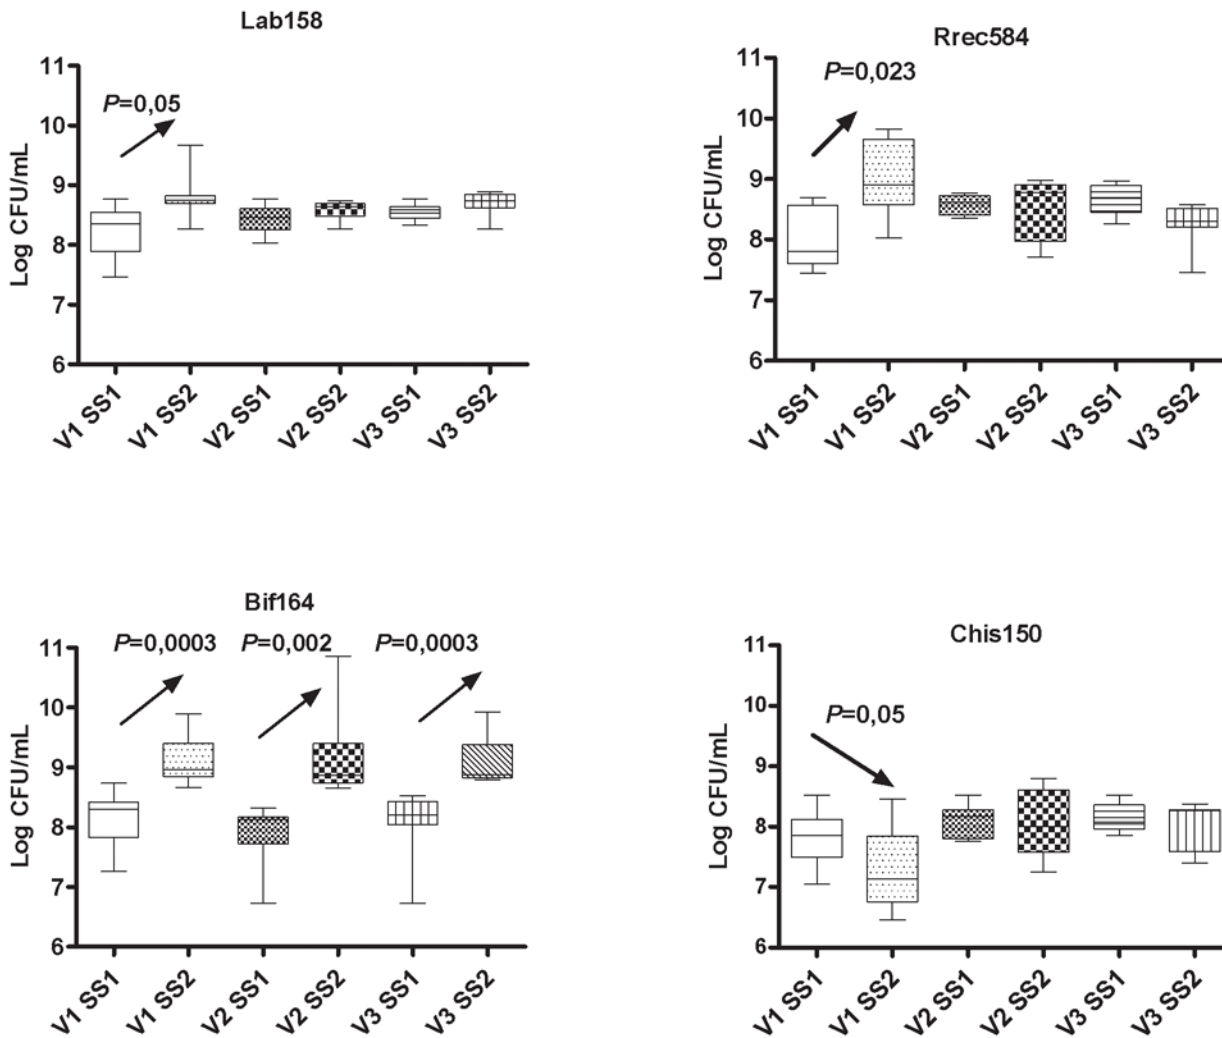 Lab158
P=0,05
Log CFU/mL
11
10
9
8
7
6
V1 SS1
V1 SS2
V2 SS1
V2 SS2
V3 SS1
V3 SS2
Rrec584
P=0,023
Log CFU/mL
11
10
9
8
7
6
V1 SS1
V1 SS2
V2 SS1
V2 SS2
V3 SS1
V3 SS2
Bif164
P=0,0003 P=0,002 P=0,0003
Log CFU/mL
11
10
9
8
7
6
V1 SS1
V1 SS2
V2 SS1
V2 SS2
V3 SS1
V3 SS2
Chis150
P=0,05
Log CFU/mL
11
10
9
8
7
6
V1 SS1
V1 SS2
V2 SS1
V2 SS2
V3 SS1
V3 SS2